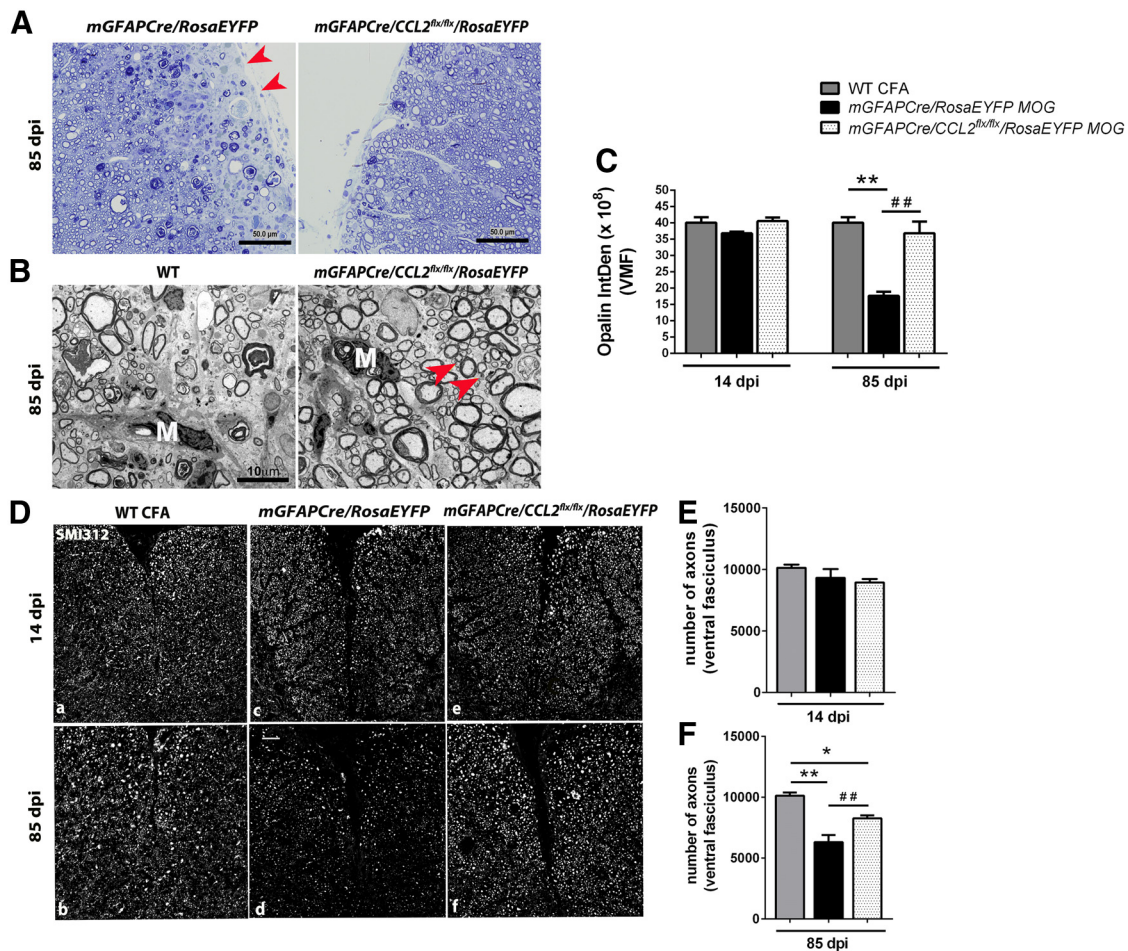 A
mGFAPCre/RosaEYFP
mGFAPCre/CCL2flx/flx/RosaEYFP
85 dpi
50.0 µm
50.0 µm
B
WT
mGFAPCre/CCL2flx/flx/RosaEYFP
85 dpi
M
10µm
M
WT CFA
mGFAPCre/RosaEYFP MOG
mGFAPCre/CCL2flx/flx/RosaEYFP MOG
C
Opalin IntDen (x 10^8)
(VMF)
50
45
40
35
30
25
20
15
10
5
0
**
##
14 dpi
85 dpi
D
WT CFA
mGFAPCre/RosaEYFP
mGFAPCre/CCL2flx/flx/RosaEYFP
SMI312
14 dpi
a
c
e
85 dpi
b
d
f
E
number of axons
(ventral fasciculus)
15000
10000
5000
0
14 dpi
F
number of axons
(ventral fasciculus)
15000
10000
5000
0
*
**
##
85 dpi